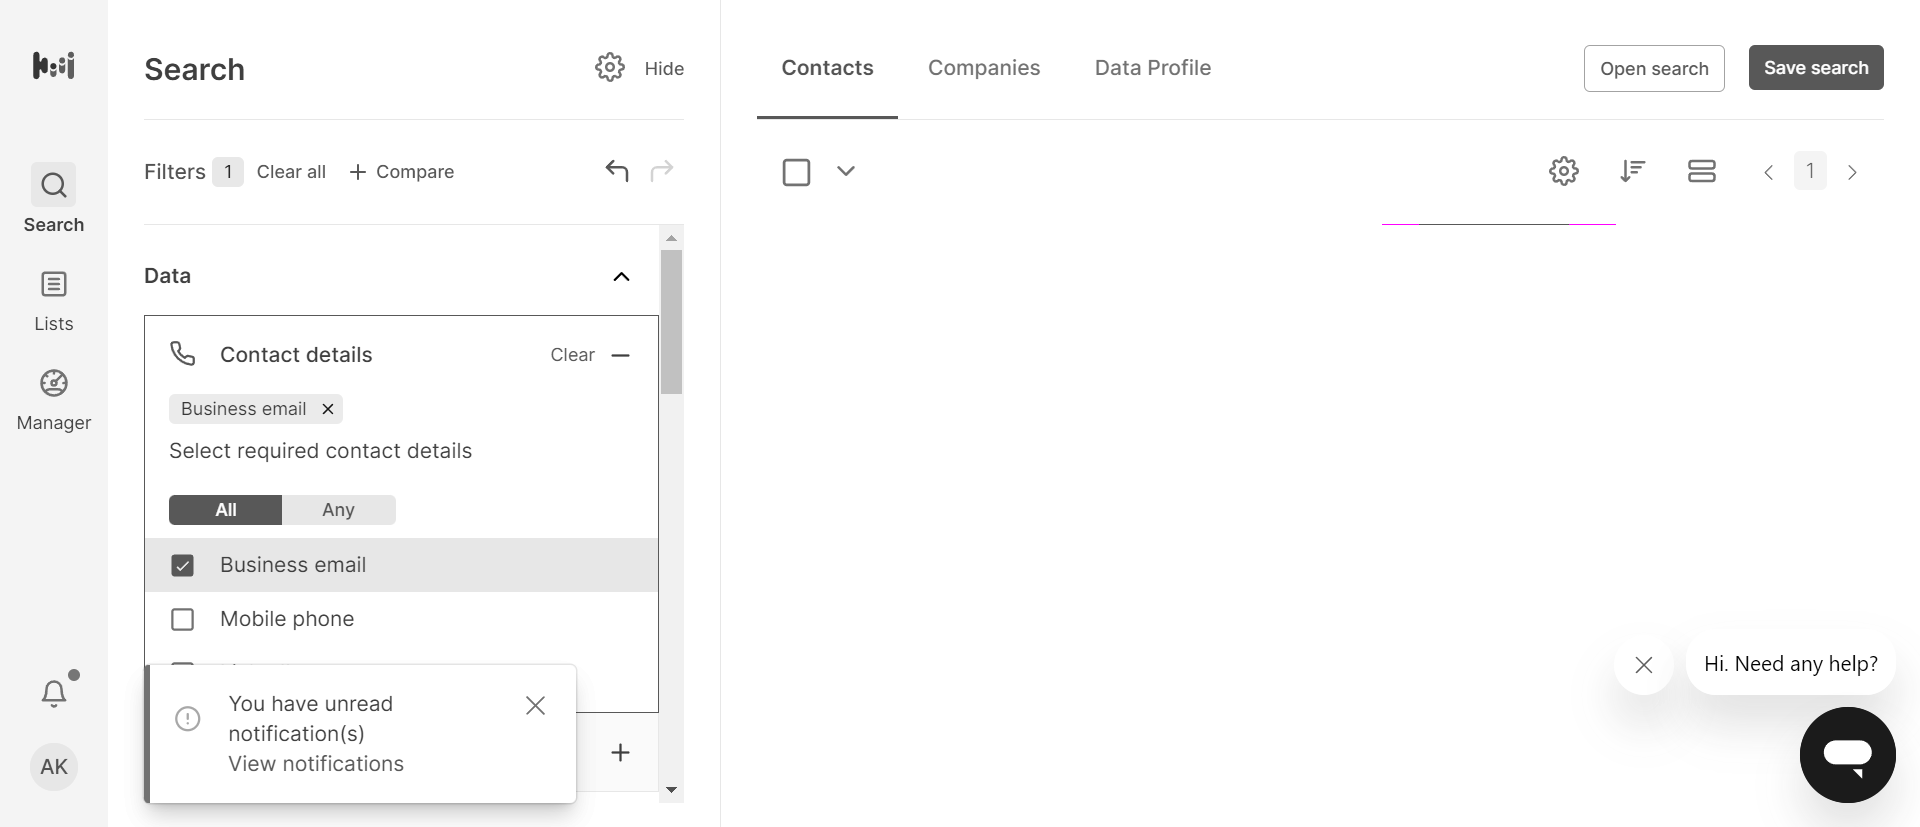 Search
Lists
Manager
AK
Search
Hide
Filters 1 Clear all Compare
Data
Contact details
Clear
Business email
Select required contact details
All Any
Business email
Mobile phone
You have unread
notification(s)
View notifications
Contacts Companies Data Profile
Open search Save search
1
Hi. Need any help?